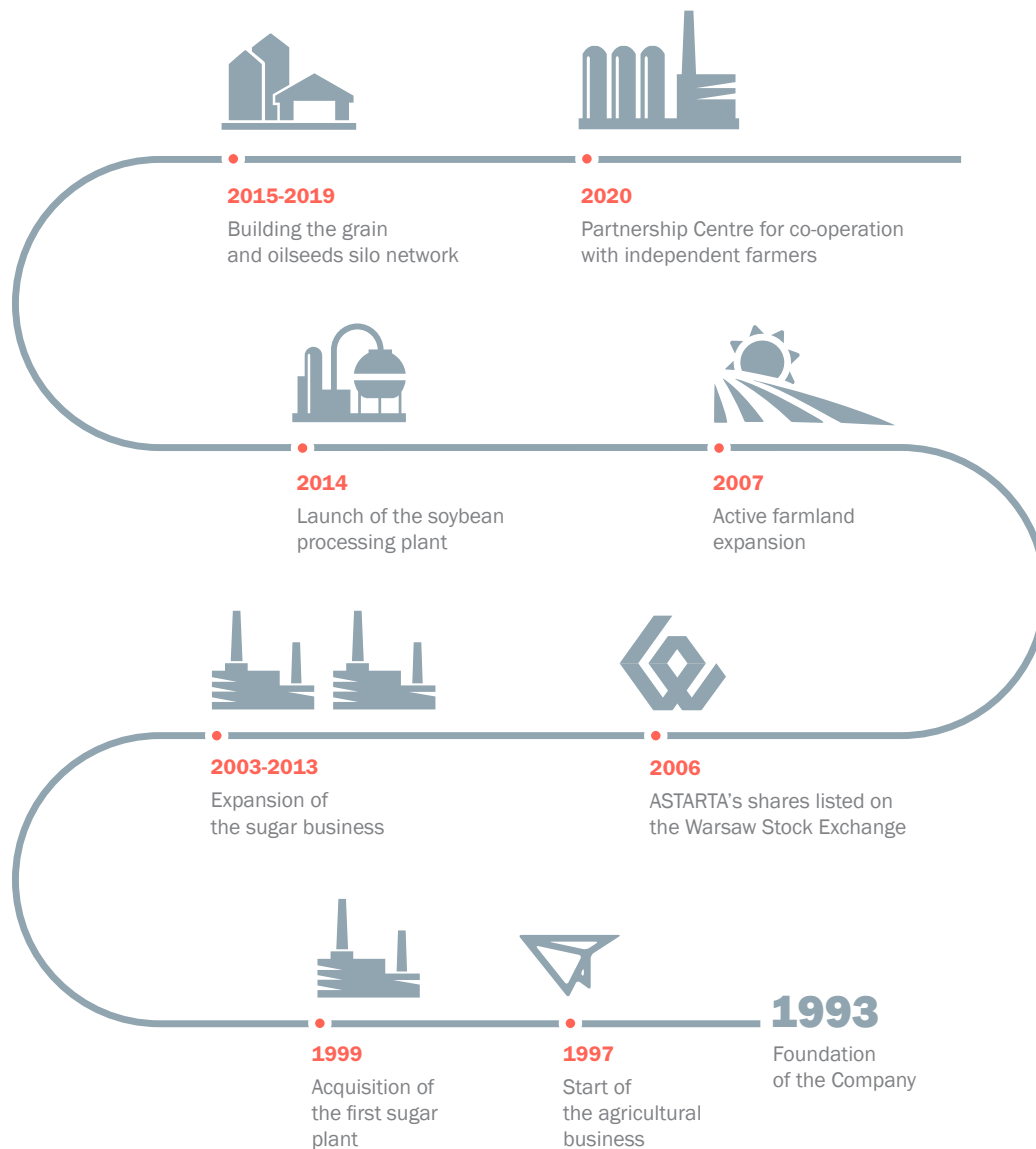 2015-2019
Building the grain
and oilseeds silo network
2020
Partnership Centre for co-operation
with independent farmers
2014
Launch of the soybean
processing plant
2007
Active farmland
expansion
2003-2013
Expansion of
the sugar business
2006
ASTARTA’s shares listed on
the Warsaw Stock Exchange
1999
Acquisition of
the first sugar
plant
1997
Start of
the agricultural
business
1993
Foundation
of the Company